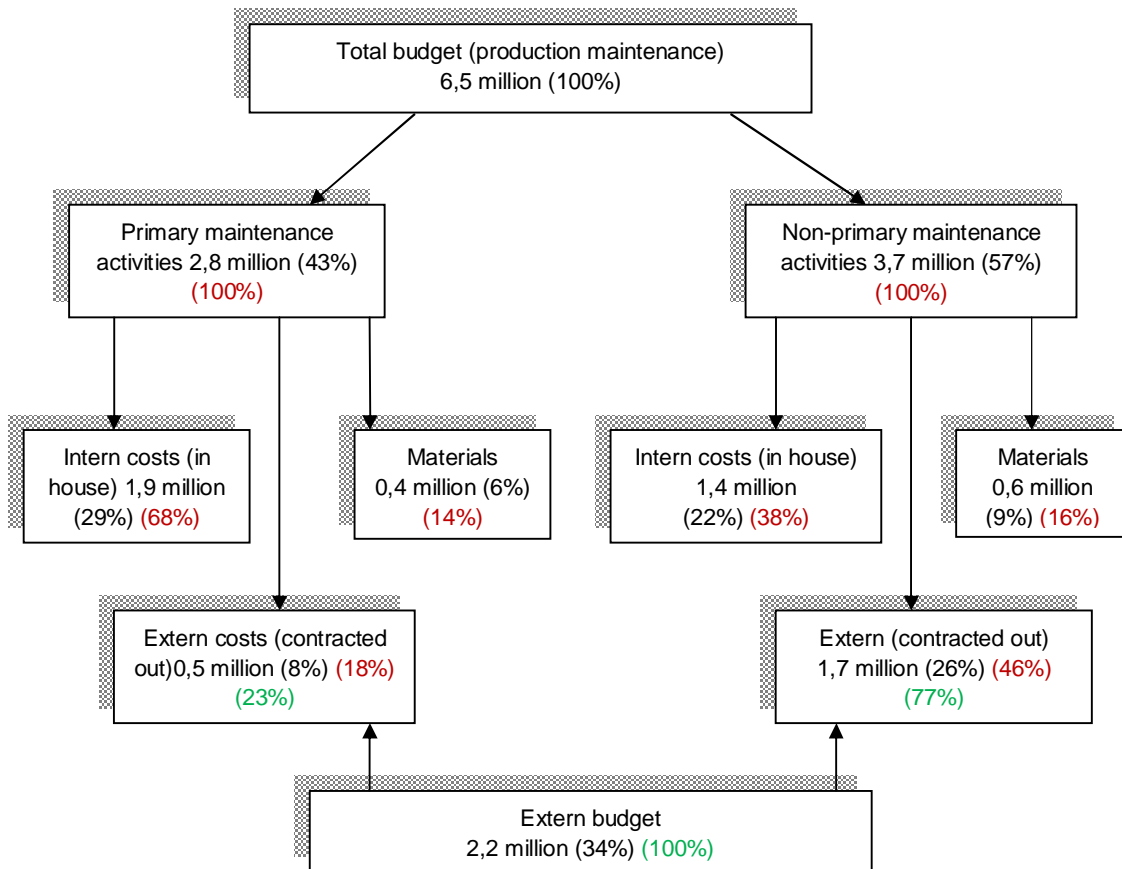 Total budget (production maintenance)
6,5 million (100%)
Primary maintenance
activities 2,8 million (43%)
(100%)
Non-primary maintenance
activities 3,7 million (57%)
(100%)
Intern costs (in
house) 1,9 million
(29%) (68%)
Materials
0,4 million (6%)
(14%)
Intern costs (in house)
1,4 million
(22%) (38%)
Materials
0,6 million
(9%) (16%)
Extern costs (contracted
out)0,5 million (8%) (18%)
(23%)
Extern (contracted out)
1,7 million (26%) (46%)
(77%)
Extern budget
2,2 million (34%) (100%)